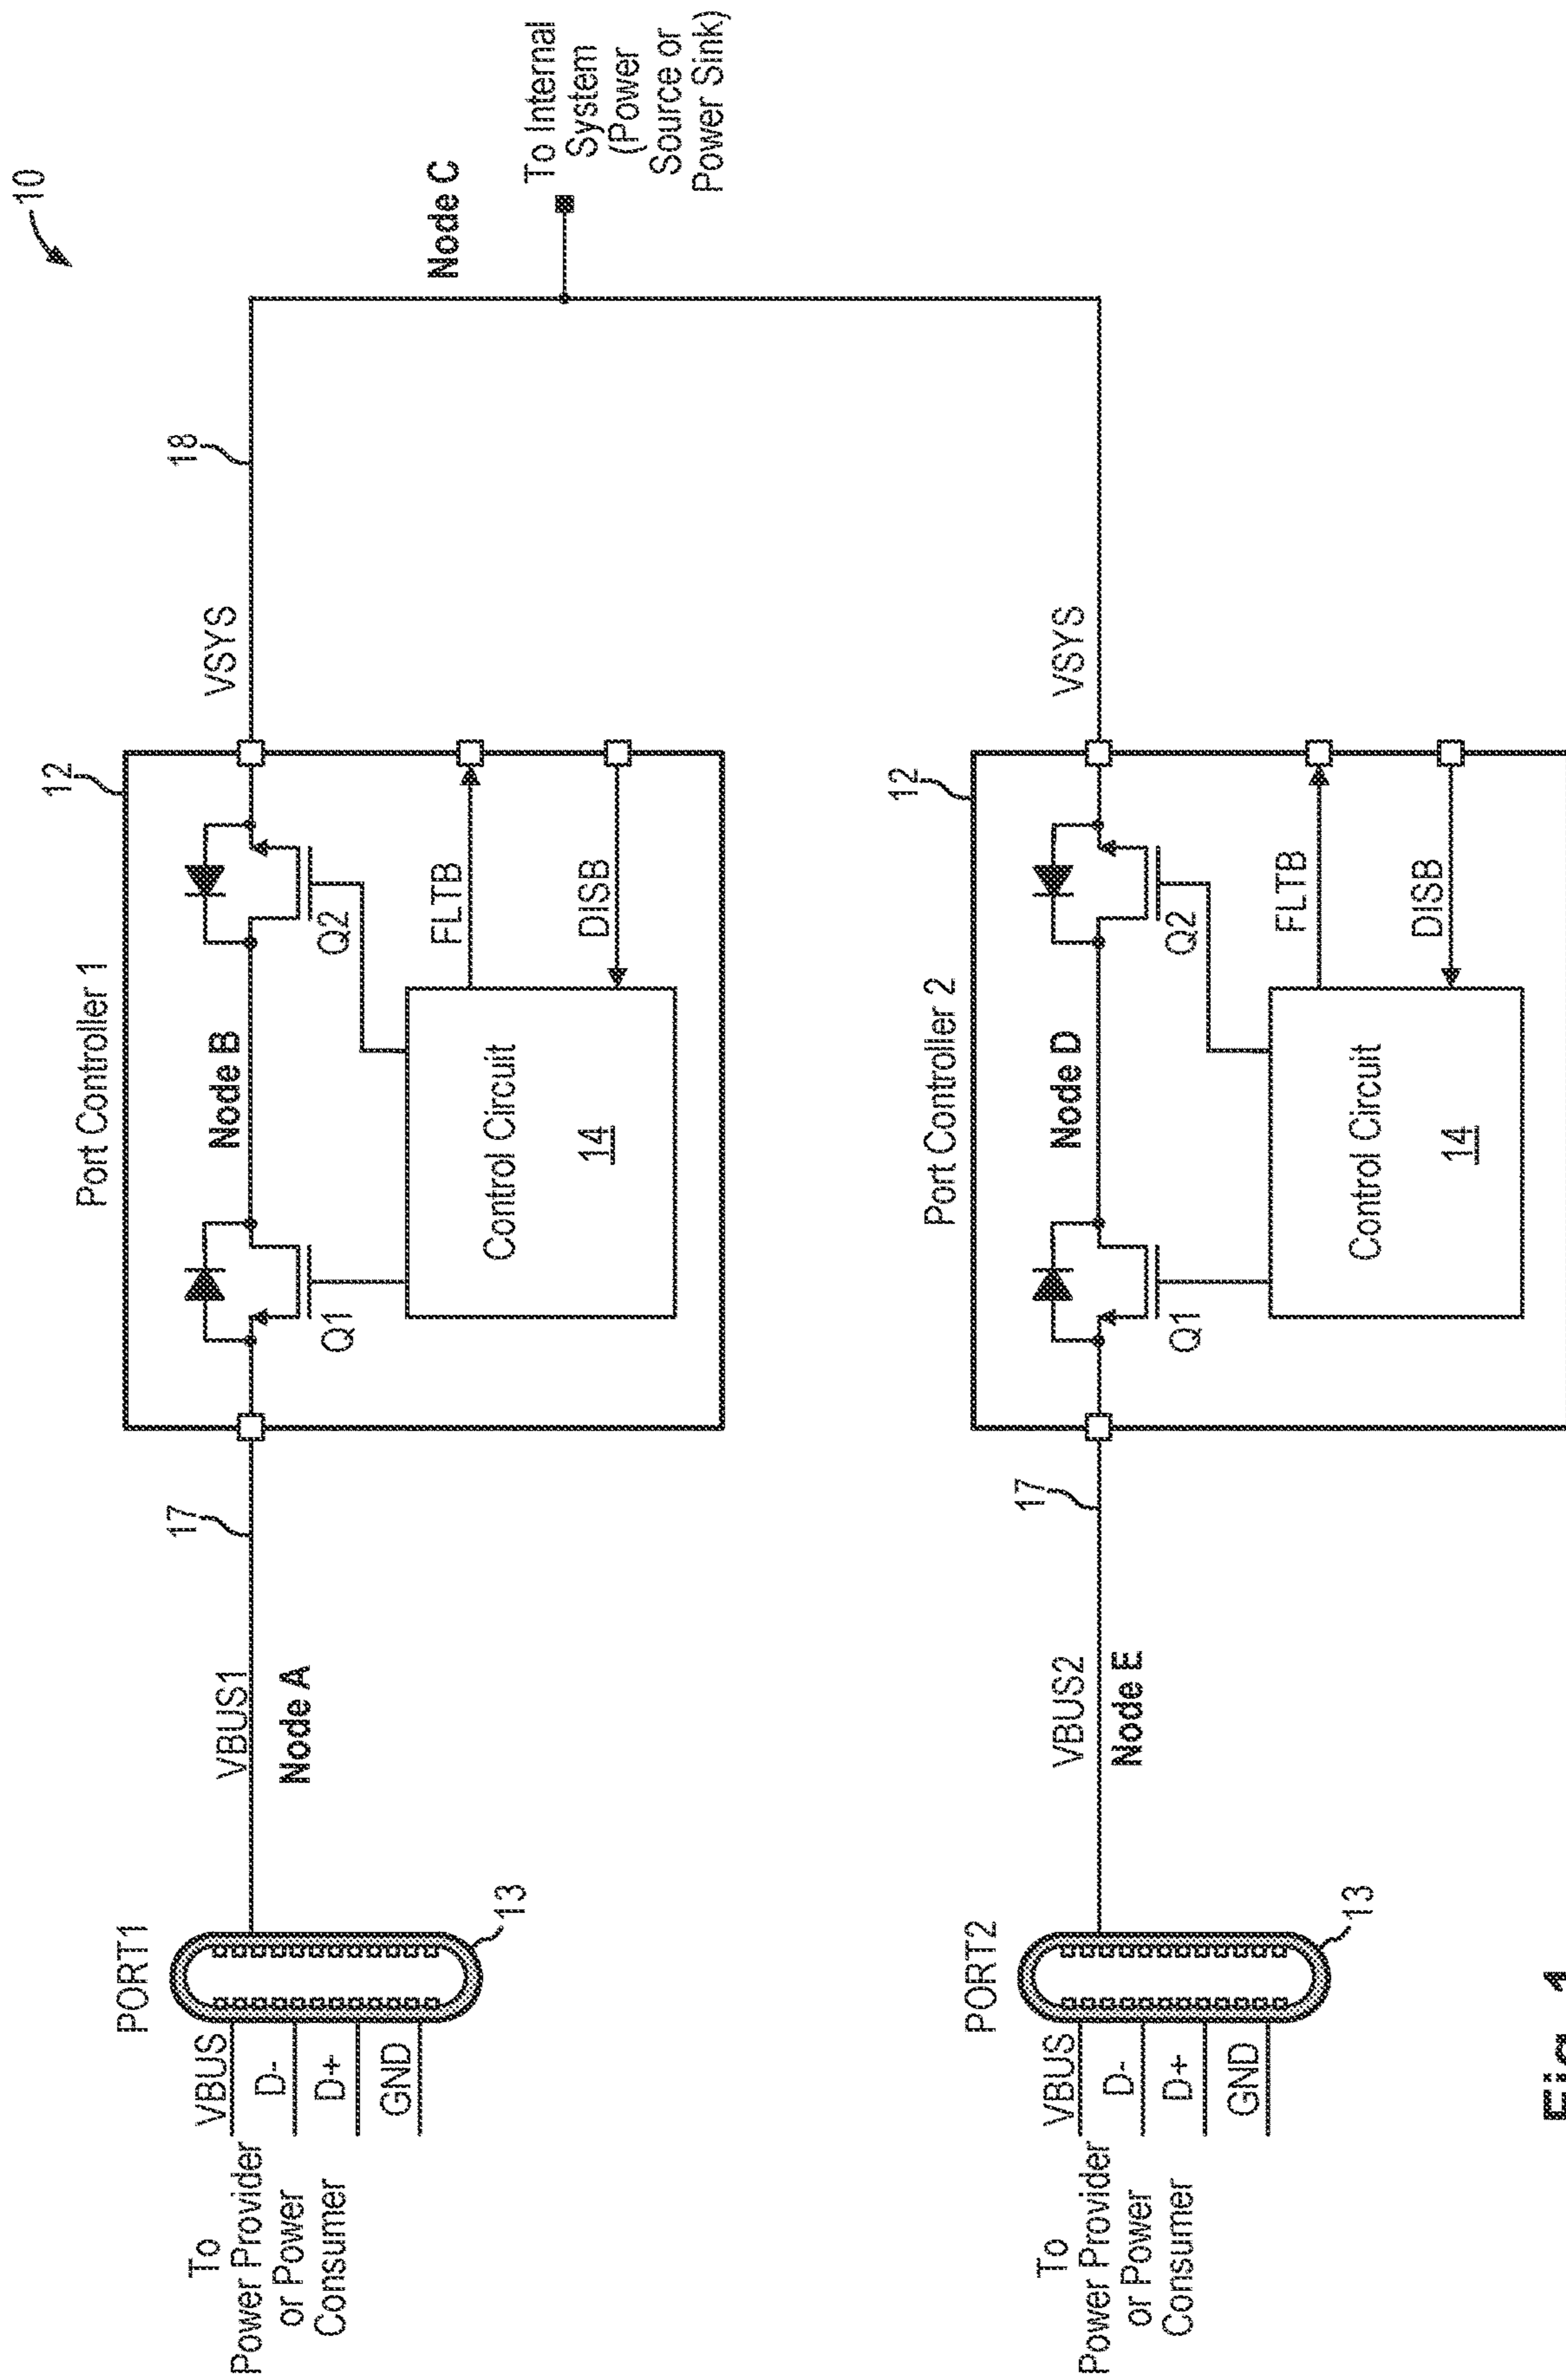 10
PORT1
To
Power Provider
or Power
Consumer
VBUS
D-
D+
GND
13
VBUS1
Node A
17
Port Controller 1
12
Node B
Q1
Q2
Control Circuit
14
FLTB
DISB
VSYS
18
Node C
To Internal
System
(Power
Source or
Power Sink)
PORT2
To
Power Provider
or Power
Consumer
VBUS
D-
D+
GND
13
VBUS2
Node E
17
Port Controller 2
12
Node D
Q1
Q2
Control Circuit
14
FLTB
DISB
VSYS
Fig. 1